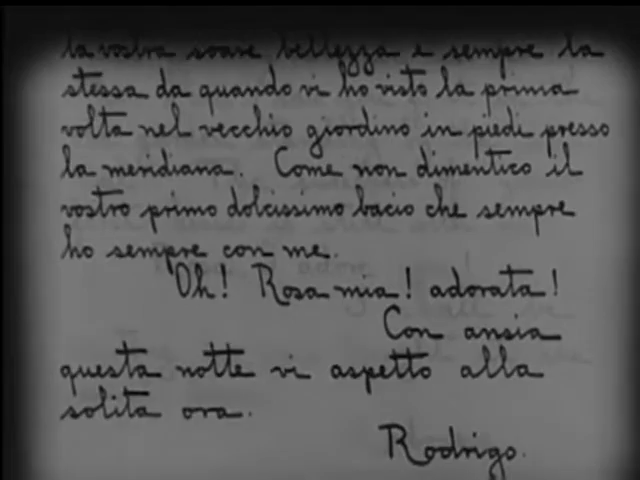 la vostra soave bellezza e sempre la
stessa da quando vi ho visto la prima
volta nel vecchio giordino in piedi presso
la meridiana. Come non dimentico il
vostro primo dolcissimo bacio che sempre
ho sempre con me.
Oh! Rosa mia! adorata!
Con ansia
questa notte vi aspetto alla
solita ora.
Rodrigo.